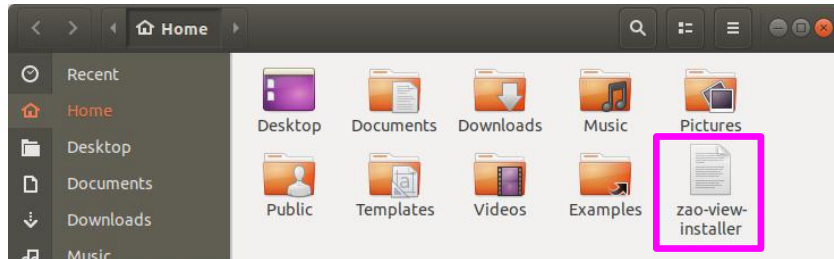 Home
Recent
Home
Desktop
Documents
Downloads
Music
Desktop
Documents
Downloads
Music
Pictures
Public
Templates
Videos
Examples
zao-view-
installer